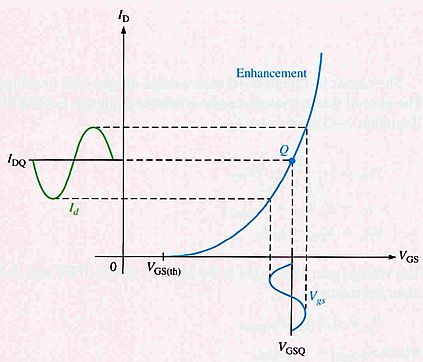 I_D
Enhancement
Q
I_DQ
I_d
0
V_GS(th)
V_GS
V_gs
V_GSQ